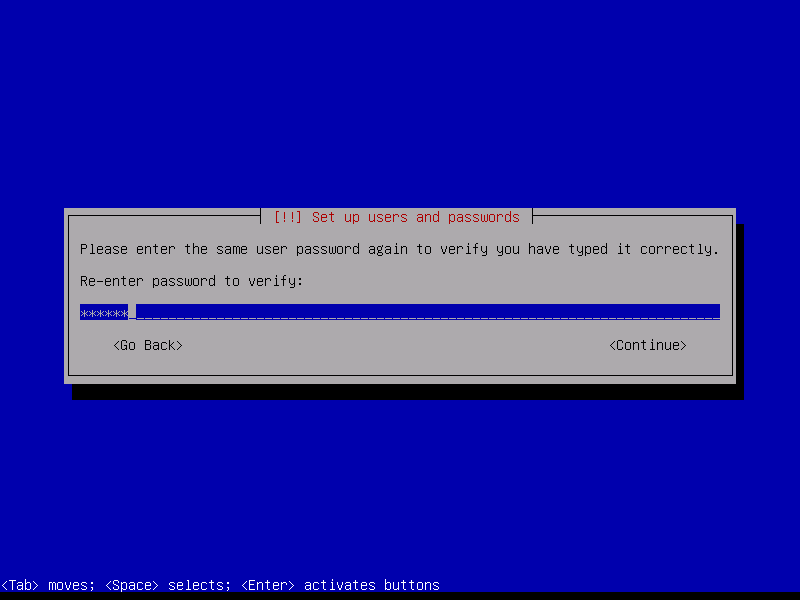 [!!] Set up users and passwords
Please enter the same user password again to verify you have typed it correctly.
Re-enter password to verify:
******
<Go Back> <Continue>
<Tab> moves; <Space> selects; <Enter> activates buttons